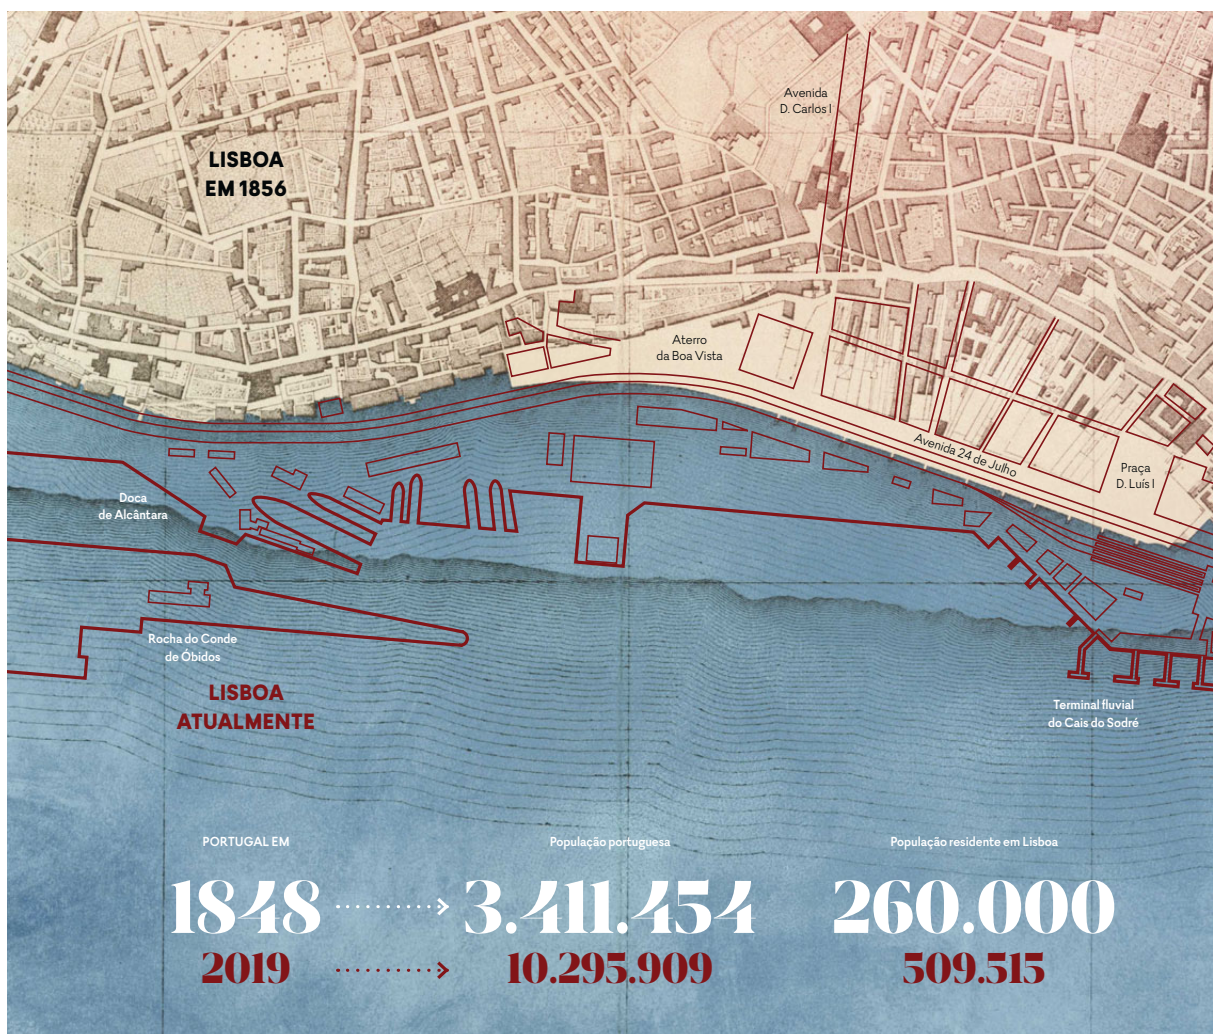 Avenida
D. Carlos I
LISBOA
EM 1856
Aterro
da Boa Vista
Avenida 24 de Julho
Praça
D. Luís I
Doca
de Alcântara
Rocha do Conde
de Óbidos
LISBOA
ATUALMENTE
Terminal fluvial
do Cais do Sodré
PORTUGAL EM
População portuguesa
População residente em Lisboa
1848
3.411.454
260.000
2019
10.295.909
509.515